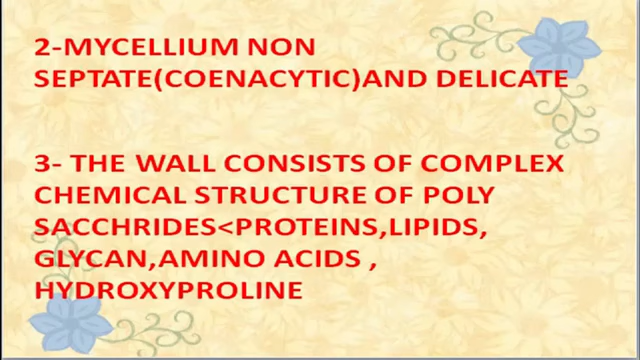 2-MYCELLIUM NON
SEPTATE(COENACYTIC)AND DELICATE
3- THE WALL CONSISTS OF COMPLEX
CHEMICAL STRUCTURE OF POLY
SACCHRIDES<PROTEINS,LIPIDS,
GLYCAN,AMINO ACIDS ,
HYDROXYPROLINE